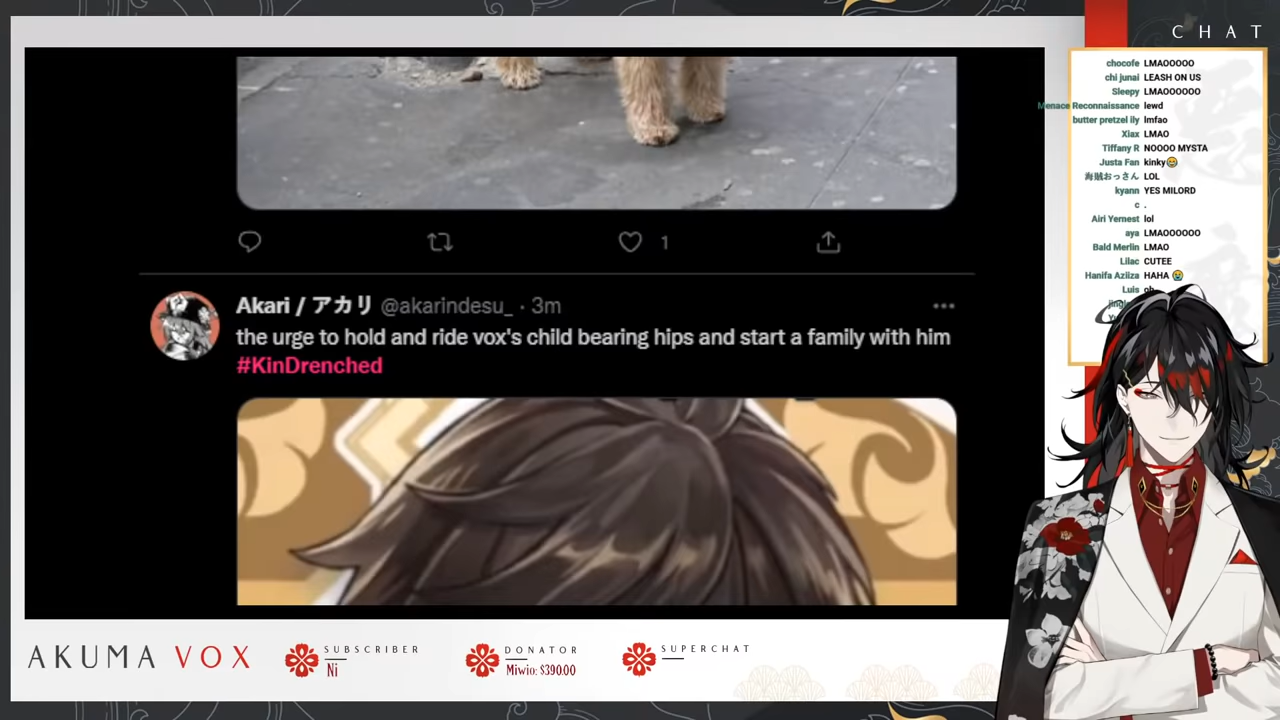 CHAT
chocofe LMAOOOOO
chi junai LEASH ON US
Sleepy LMAOOOOOO
Menace Reconnaissance lewd
butter pretzel ily lmfao
Xiax LMAO
Tiffany R NOOOO MYSTA
Justa Fan kinky😆
海賊おっさん LOL
kyann YES MILORD
c .
Airi Yernest lol
aya LMAOOOOOO
Bald Merlin LMAO
Lilac CUTEE
Hanifa Azliza HAHA 😭
Luis oh
1
Akari / アカリ @akarindesu_ · 3m
the urge to hold and ride vox's child bearing hips and start a family with him
#KinDrenched
AKUMA VOX
SUBSCRIBER
Ni
DONATOR
Miwio: $390.00
SUPERCHAT